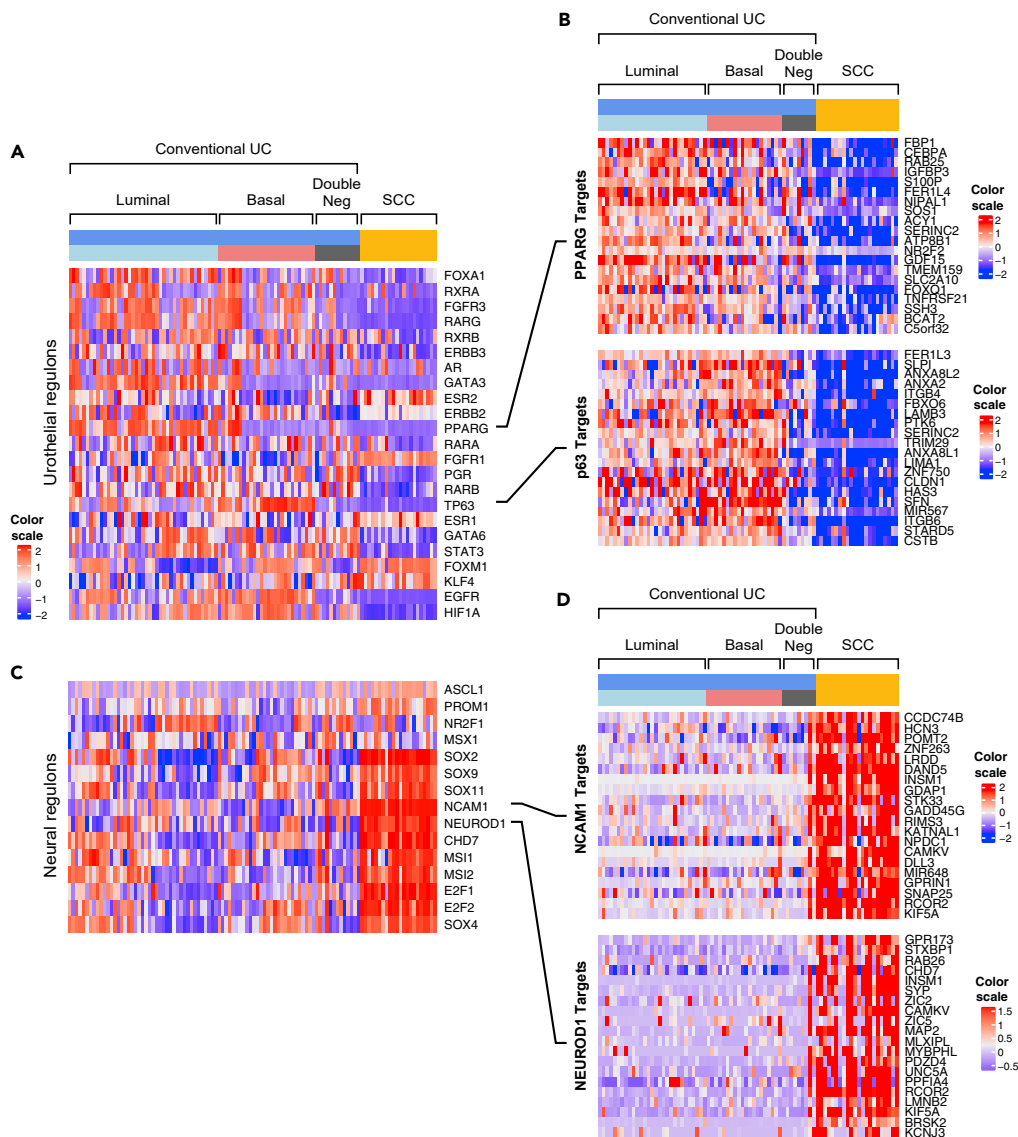 A
Conventional UC
Luminal
Basal
Double
Neg
SCC
Urothelial regulons
FOXA1
RXRA
FGFR3
RARG
RXRB
ERBB3
AR
GATA3
ESR2
ERBB2
PPARG
RARA
FGFR1
PGR
RARB
TP63
ESR1
GATA6
STAT3
FOXM1
KLF4
EGFR
HIF1A
Color
scale
2
1
0
−1
−2
B
Conventional UC
Luminal
Basal
Double
Neg
SCC
PPARG Targets
FBP1
CEBPA
RAB25
IGFBP3
S100P
FER1L4
NIPAL1
SOS1
ACY1
SERINC2
ATP8B1
NR2F2
GDF15
TMEM159
SLC2A10
FOXQ1
TNFRSF21
SSH3
BCAT2
C5orf32
Color
scale
2
1
0
−1
−2
p63 Targets
FER1L3
SLPI
ANXA8L2
ANXA2
ITGB4
FBXO6
LAMB3
PTK6
SERINC2
TRIM29
ANXA8L1
LIMA1
ZNF750
CLDN1
HAS3
SFN
MIR567
ITGB6
STARD5
CSTB
Color
scale
2
1
0
−1
−2
C
Neural regulons
ASCL1
PROM1
NR2F1
MSX1
SOX2
SOX9
SOX11
NCAM1
NEUROD1
CHD7
MSI1
MSI2
E2F1
E2F2
SOX4
D
Conventional UC
Luminal
Basal
Double
Neg
SCC
NCAM1 Targets
CCDC74B
HCN3
POMT2
ZNF263
LRDD
DAND5
INSM1
GDAP1
STK33
GADD45G
RIMS3
KATNAL1
NPDC1
CAMKV
DLL3
MIR648
GPRIN1
SNAP25
RCOR2
KIF5A
Color
scale
2
1
0
−1
−2
NEUROD1 Targets
GPR173
STXBP1
RAB26
CHD7
INSM1
SYP
ZIC2
CAMKV
ZIC5
MAP2
MLXIPL
MYBPHL
PDZD4
UNC5A
PPFIA4
RCOR2
LMNB2
KIF5A
BRSK2
KCNJ3
Color
scale
1.5
1
0.5
0
−0.5